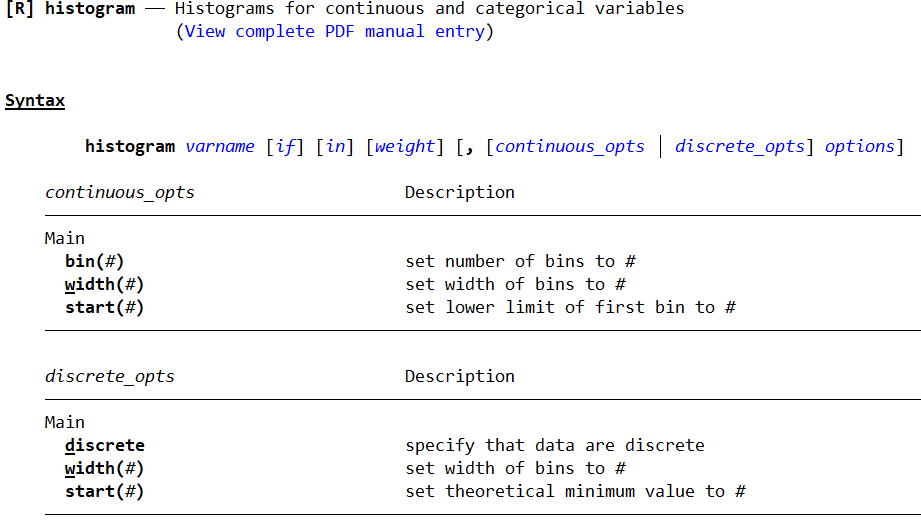 [R] histogram — Histograms for continuous and categorical variables
(View complete PDF manual entry)
Syntax
histogram varname [if] [in] [weight] [, [continuous_opts | discrete_opts] options]
continuous_opts Description
Main
bin(#) set number of bins to #
width(#) set width of bins to #
start(#) set lower limit of first bin to #
discrete_opts Description
Main
discrete specify that data are discrete
width(#) set width of bins to #
start(#) set theoretical minimum value to #